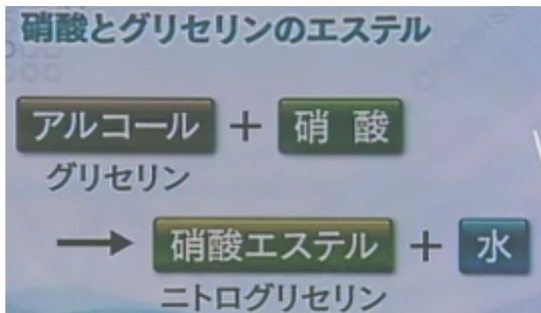 硝酸とグリセリンのエステル
アルコール + 硝 酸
グリセリン
→ 硝酸エステル + 水
ニトログリセリン